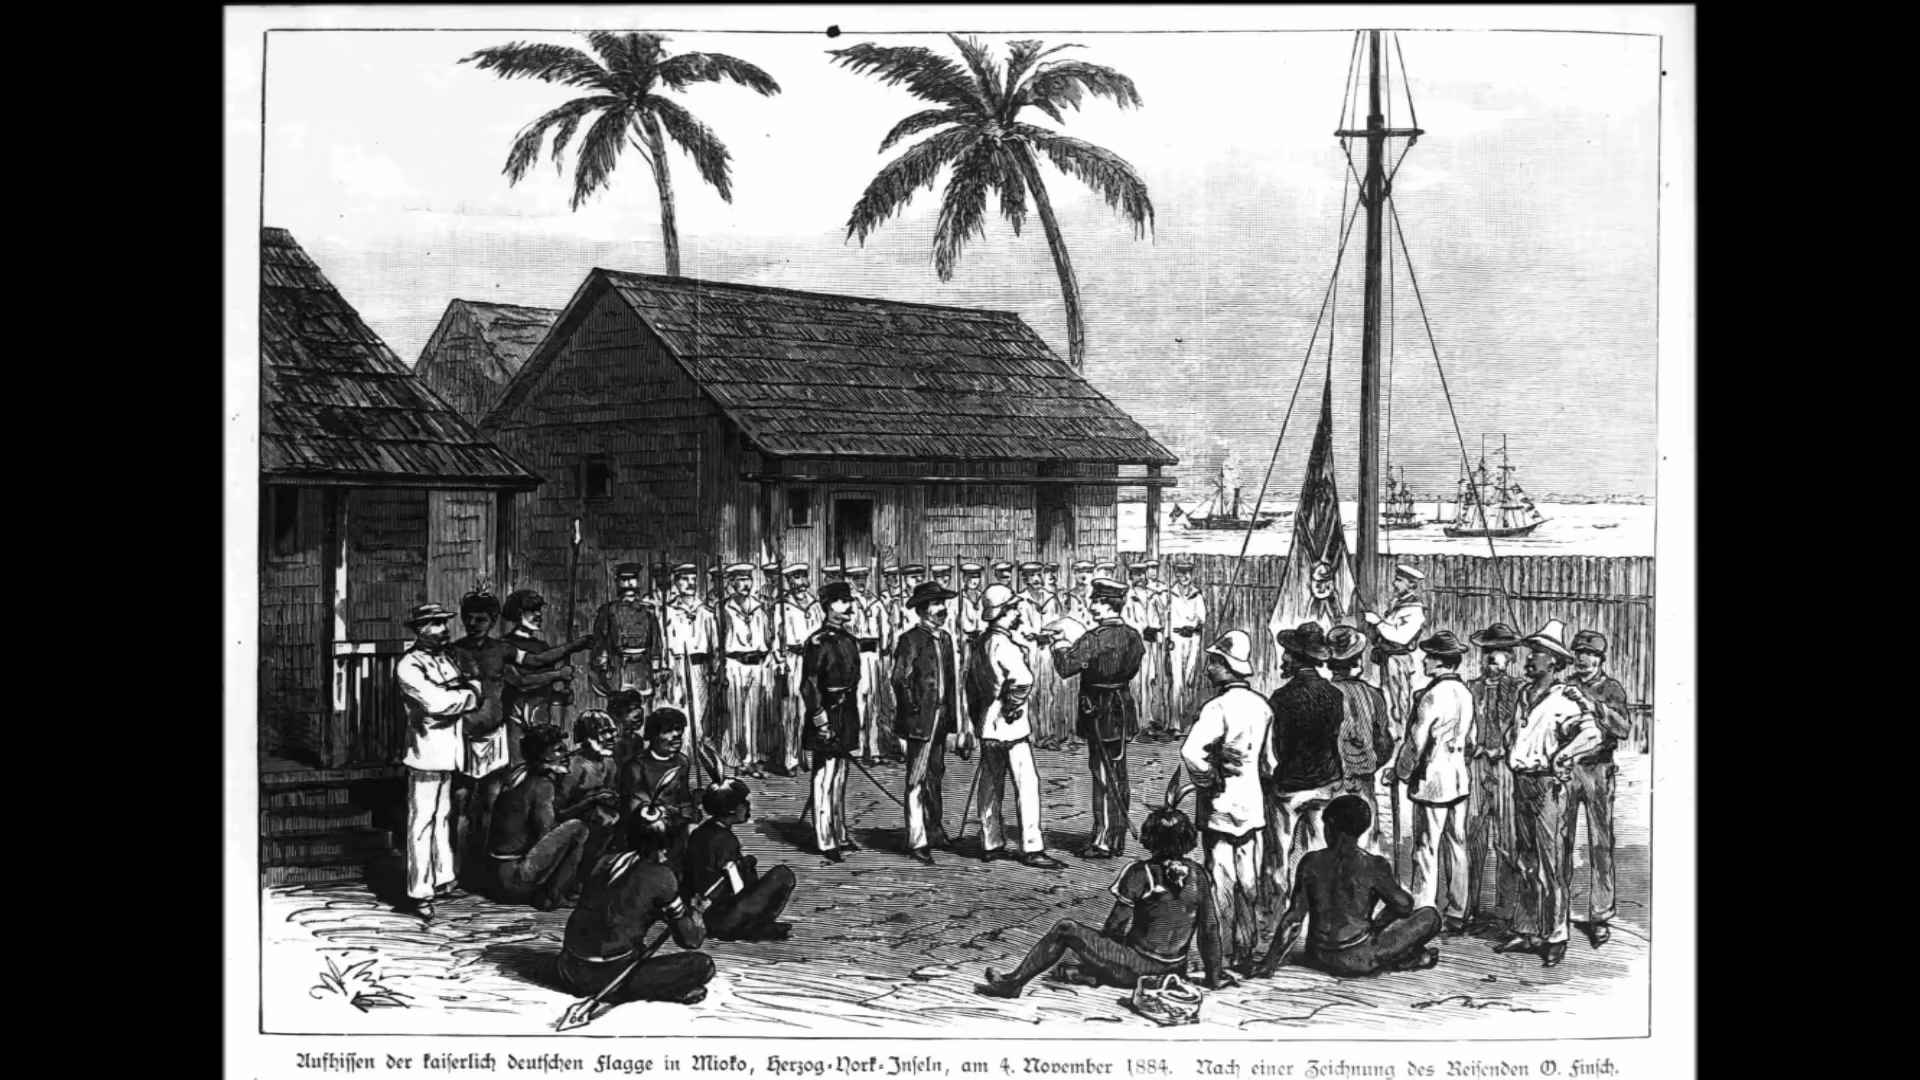 Aufhissen der kaiserlich deutschen Flagge in Mioko, Herzog-York-Inseln, am 4. November 1884. Nach einer Zeichnung des Reisenden O. Finsch.